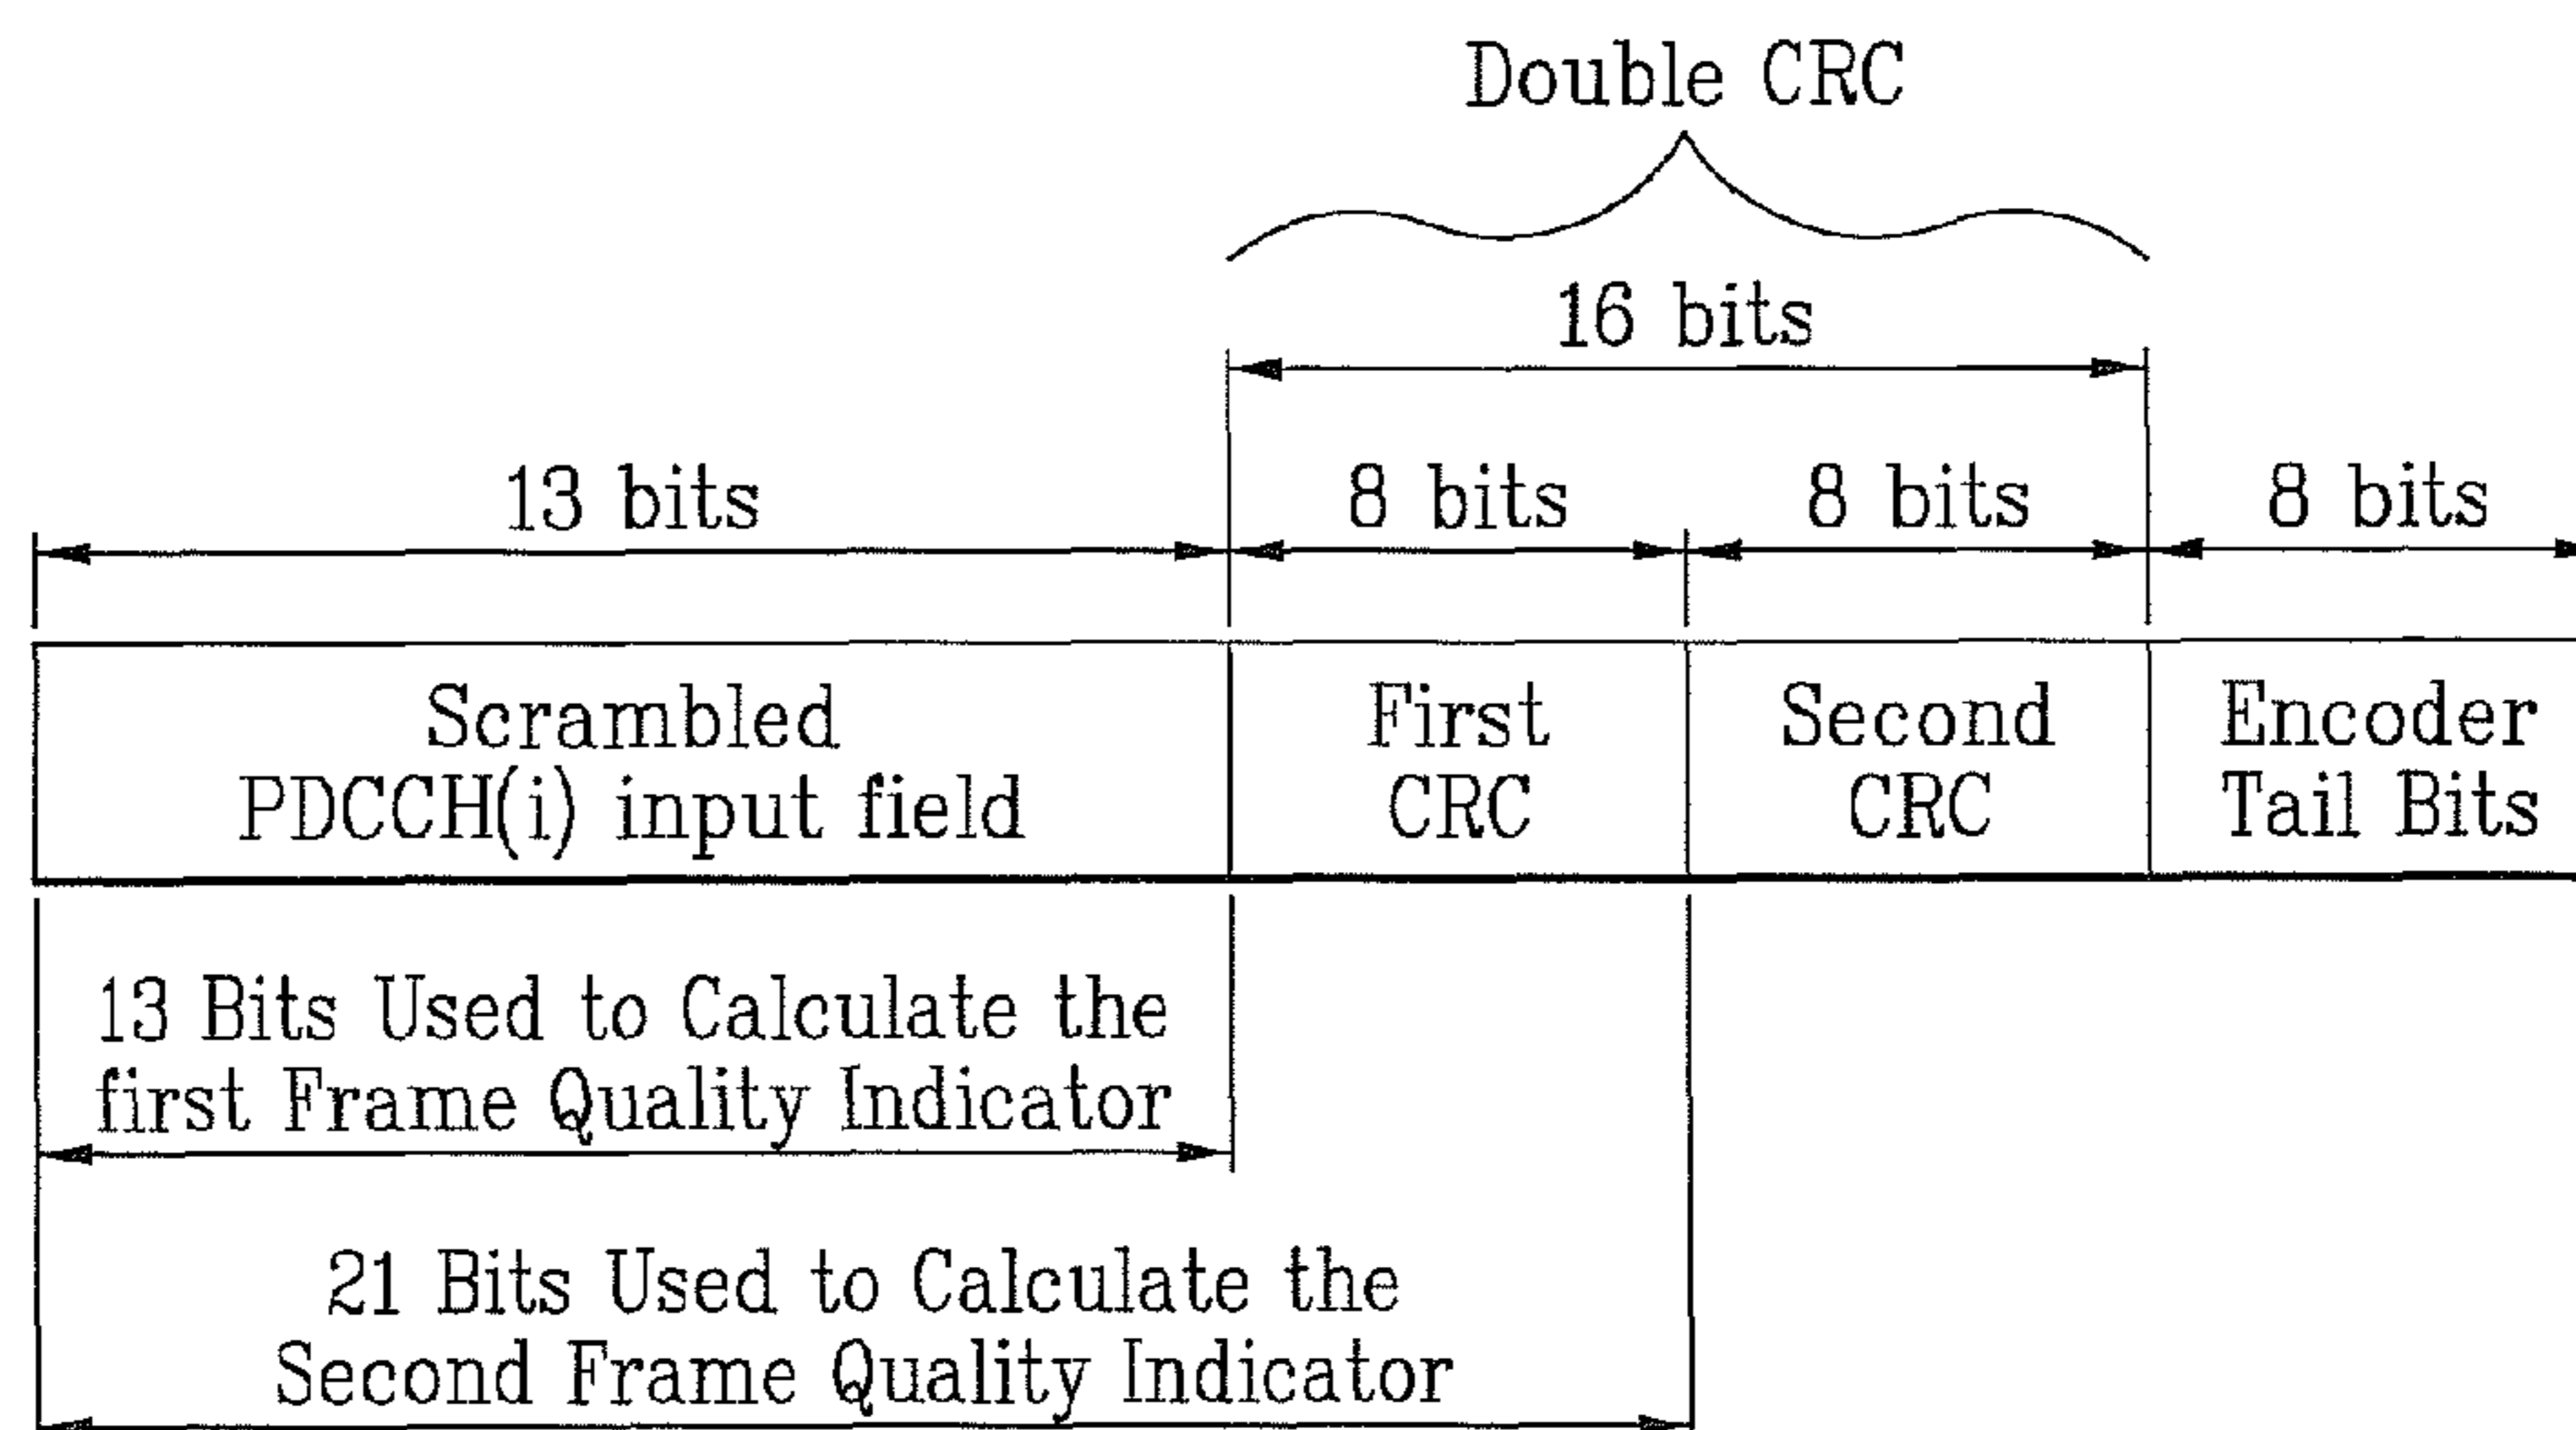 Double CRC
16 bits
13 bits
8 bits
8 bits
8 bits
Scrambled
PDCCH(i) input field
First
CRC
Second
CRC
Encoder
Tail Bits
13 Bits Used to Calculate the
first Frame Quality Indicator
21 Bits Used to Calculate the
Second Frame Quality Indicator